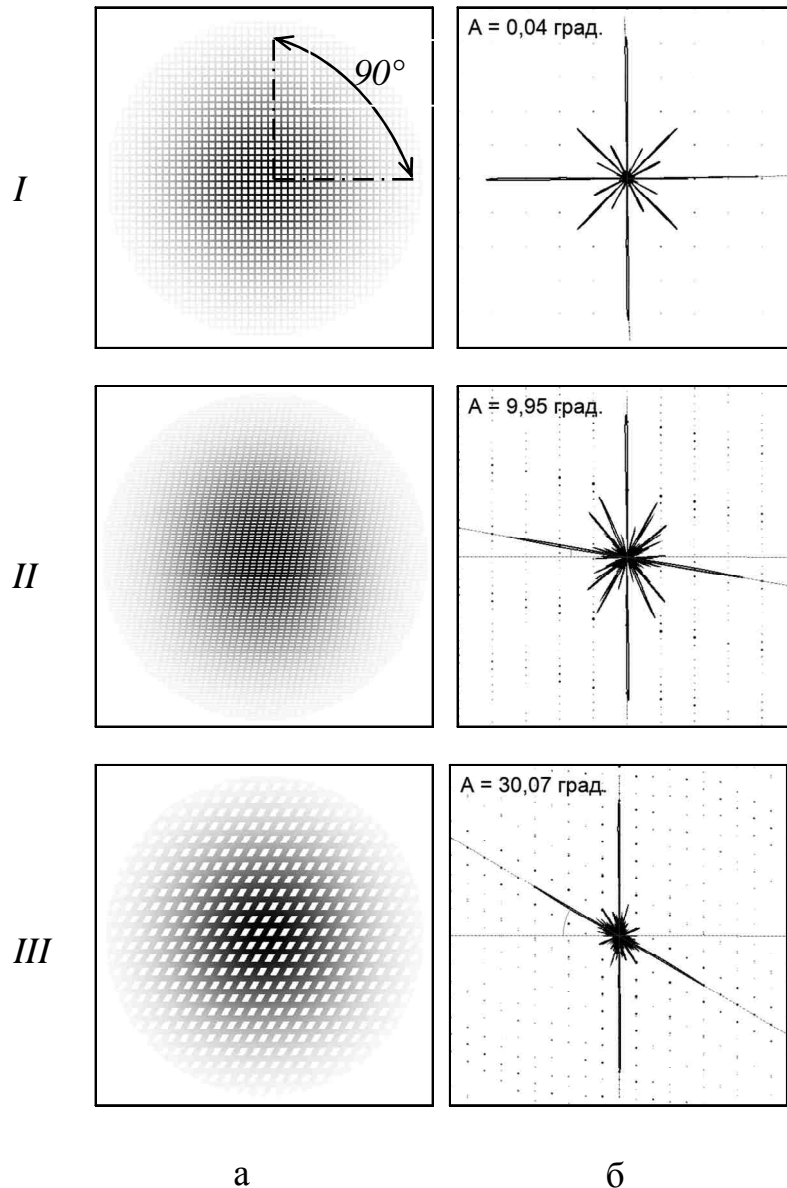 90°
A = 0,04 град.
I
A = 9,95 град.
II
A = 30,07 град.
III
а б